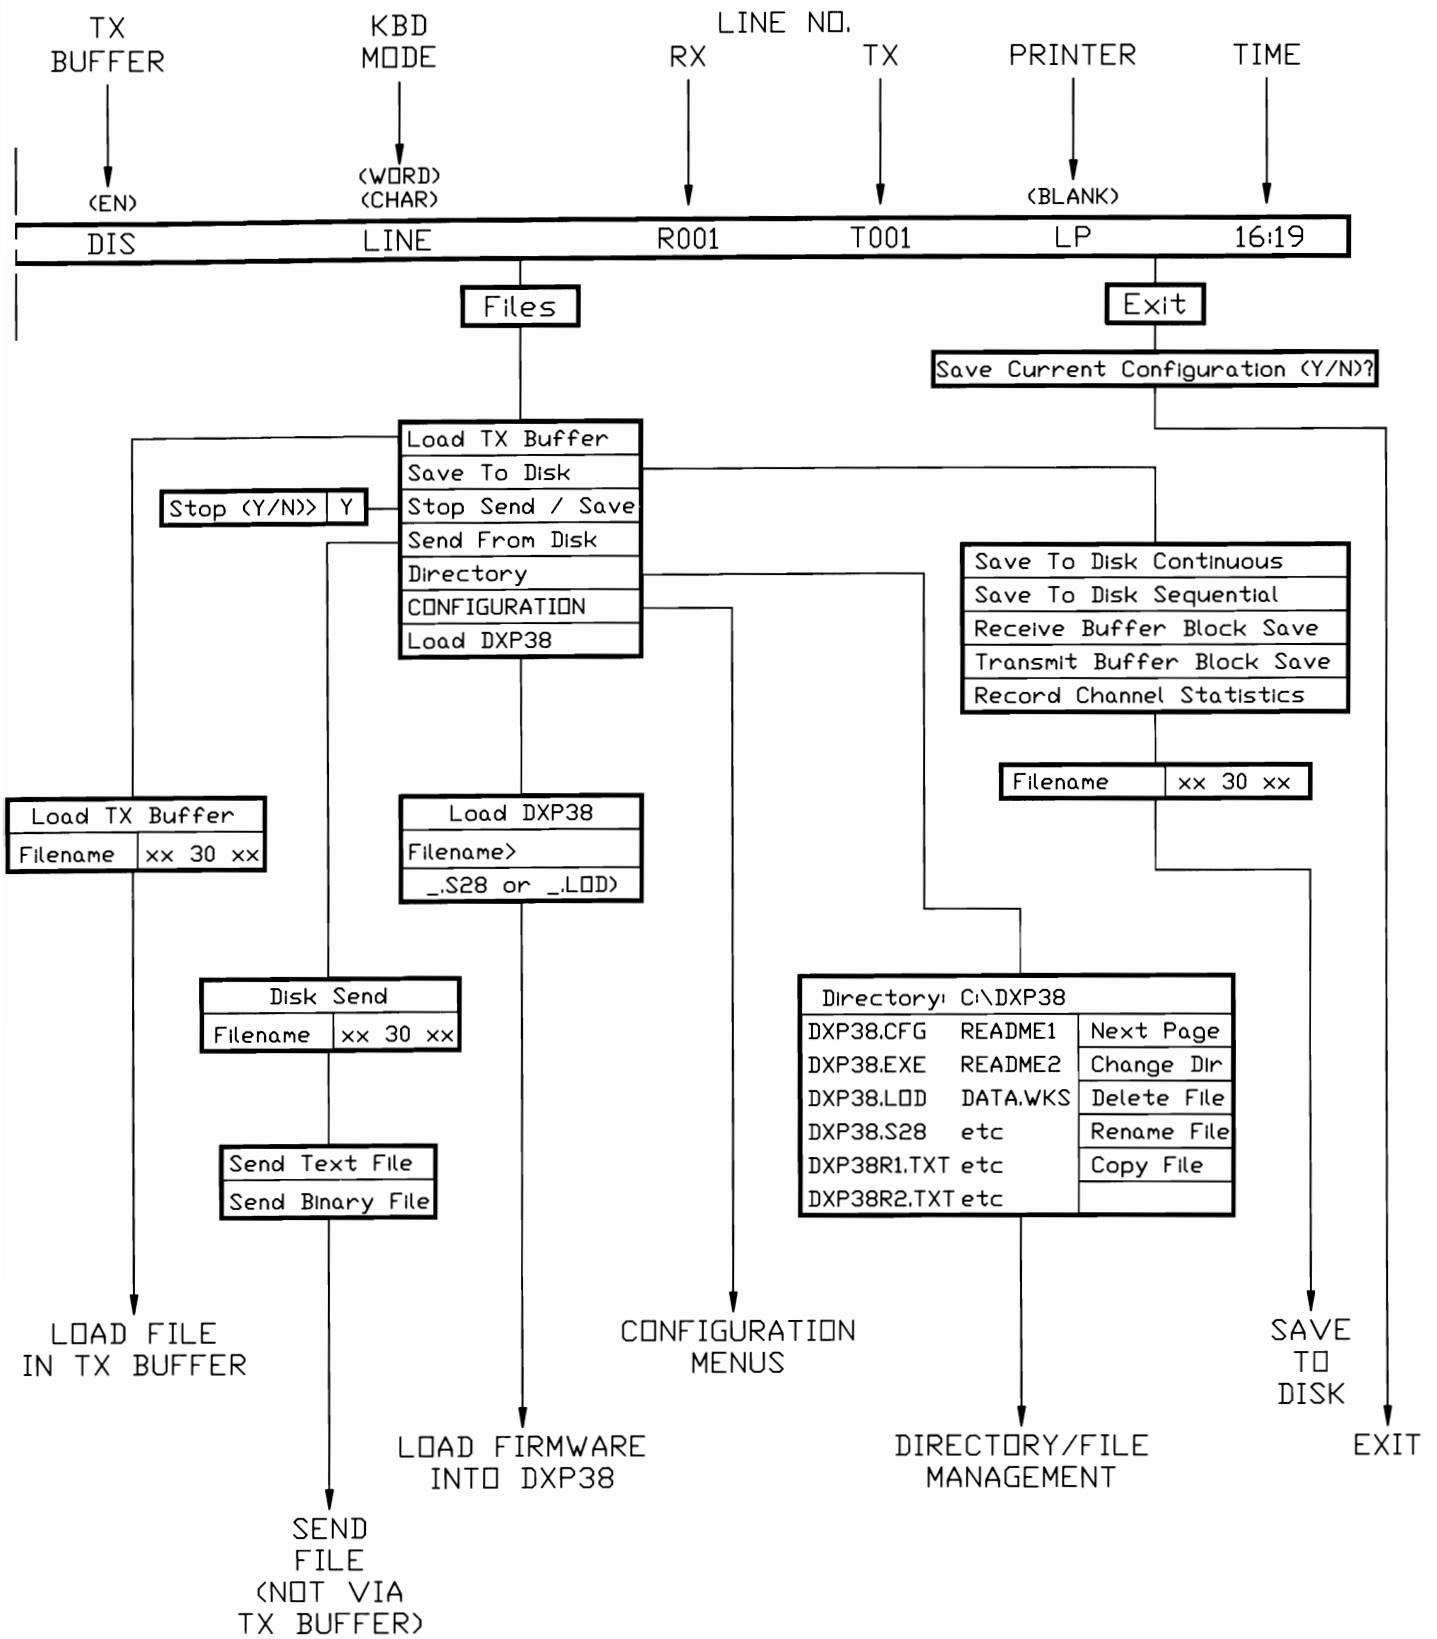 TX
BUFFER
KBD
MODE
LINE NO.
RX
TX
PRINTER
TIME
(EN)
(WORD)
(CHAR)
(BLANK)
DIS LINE R001 T001 LP 16:19
Files
Exit
Save Current Configuration (Y/N)?
Load TX Buffer
Save To Disk
Stop (Y/N)> Y
Stop Send / Save
Send From Disk
Directory
CONFIGURATION
Load DXP38
Save To Disk Continuous
Save To Disk Sequential
Receive Buffer Block Save
Transmit Buffer Block Save
Record Channel Statistics
Filename xx 30 xx
Load TX Buffer
Filename xx 30 xx
Load DXP38
Filename>
_.S28 or _.LOD)
Disk Send
Filename xx 30 xx
Send Text File
Send Binary File
Directory: C:\DXP38
DXP38.CFG README1 Next Page
DXP38.EXE README2 Change Dir
DXP38.LOD DATA.WKS Delete File
DXP38.S28 etc Rename File
DXP38R1.TXT etc Copy File
DXP38R2.TXT etc
LOAD FILE
IN TX BUFFER
CONFIGURATION
MENUS
SAVE
TO
DISK
LOAD FIRMWARE
INTO DXP38
DIRECTORY/FILE
MANAGEMENT
EXIT
SEND
FILE
(NOT VIA
TX BUFFER)